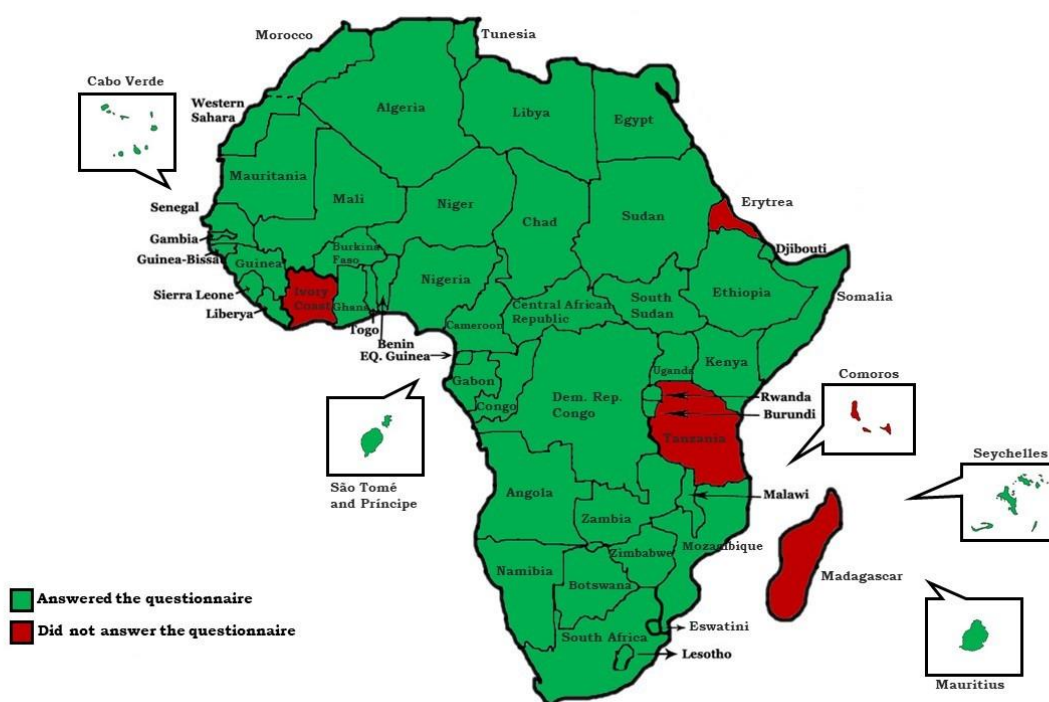 Morocco
Tunesia
Cabo Verde
Western
Sahara
Algeria
Libya
Egypt
Mauritania
Mali
Niger
Chad
Sudan
Erytrea
Senegal
Gambia
Guinea-Bissau
Guinea
Burkina
Faso
Nigeria
Djibouti
Ethiopia
Somalia
Sierra Leone
Liberya
Ivory
Coast
Ghana
Togo
Benin
EQ. Guinea
Cameroon
Central African
Republic
South
Sudan
Uganda
Kenya
Comoros
Gabon
Congo
Dem. Rep.
Congo
Rwanda
Burundi
Tanzania
Seychelles
São Tomé
and Príncipe
Angola
Zambia
Malawi
Mozambique
Zimbabwe
Madagascar
Namibia
Botswana
South Africa
Eswatini
Lesotho
Mauritius
Answered the questionnaire
Did not answer the questionnaire